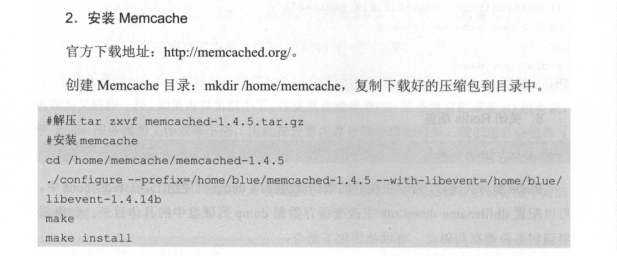 2．安装 Memcache
官方下载地址：http://memcached.org/。
创建 Memcache 目录：mkdir /home/memcache，复制下载好的压缩包到目录中。
#解压 tar zxvf memcached-1.4.5.tar.gz
#安装 memcache
cd /home/memcache/memcached-1.4.5
./configure --prefix=/home/blue/memcached-1.4.5 --with-libevent=/home/blue/
libevent-1.4.14b
make
make install